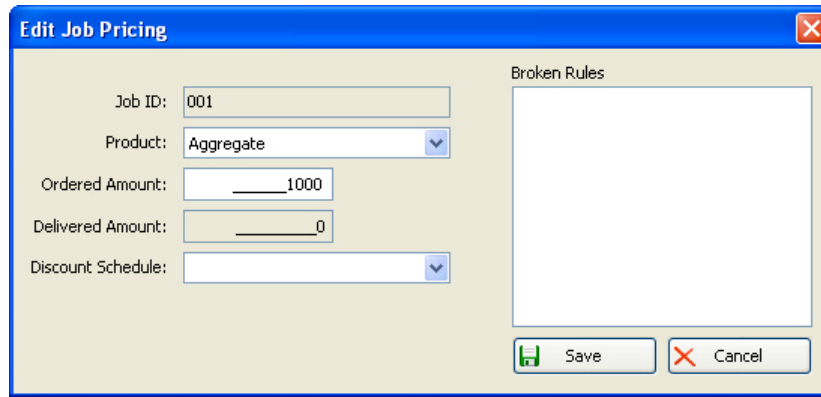 Edit Job Pricing
Job ID: 001
Product: Aggregate
Ordered Amount: ______1000
Delivered Amount: _________0
Discount Schedule:
Broken Rules
Save Cancel